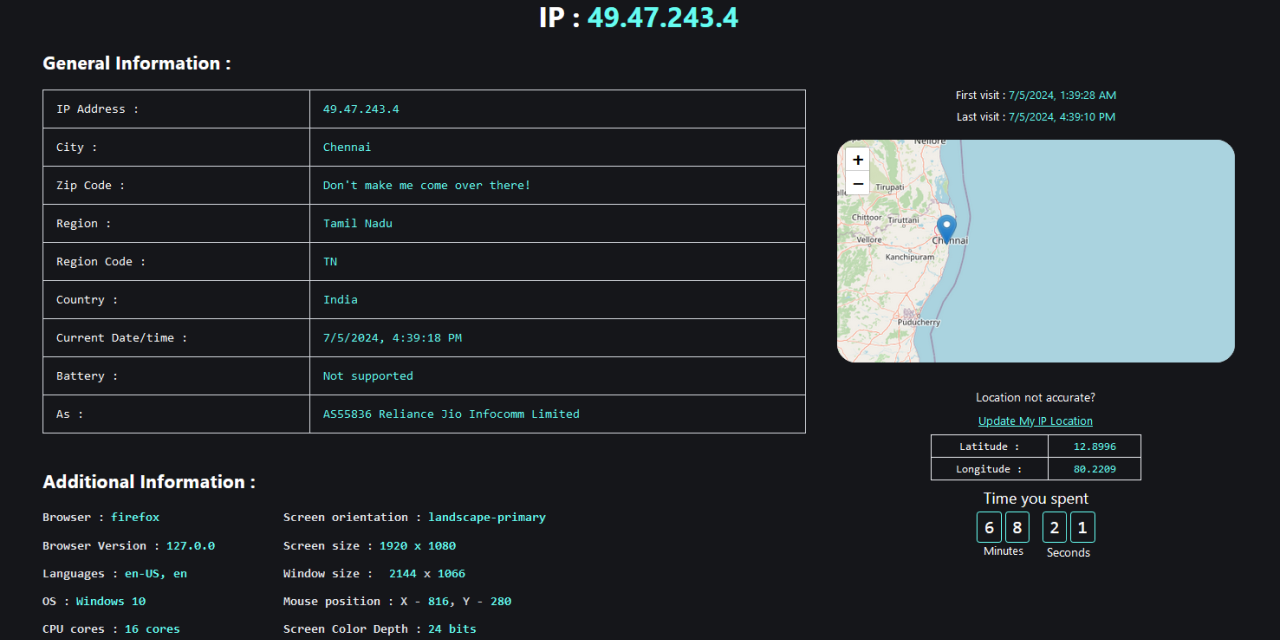 IP : 49.47.243.4
General Information :
IP Address : 49.47.243.4
City : Chennai
Zip Code : Don't make me come over there!
Region : Tamil Nadu
Region Code : TN
Country : India
Current Date/time : 7/5/2024, 4:39:18 PM
Battery : Not supported
As : AS55836 Reliance Jio Infocomm Limited
First visit : 7/5/2024, 1:39:28 AM
Last visit : 7/5/2024, 4:39:10 PM
+
−
Nellore
Tirupati
Chittoor
Tiruttani
Vellore
Chennai
Kanchipuram
Puducherry
Location not accurate?
Update My IP Location
Latitude : 12.8996
Longitude : 80.2209
Time you spent
6 8 2 1
Minutes Seconds
Additional Information :
Browser : firefox
Browser Version : 127.0.0
Languages : en-US, en
OS : Windows 10
CPU cores : 16 cores
Screen orientation : landscape-primary
Screen size : 1920 x 1080
Window size : 2144 x 1066
Mouse position : X - 816, Y - 280
Screen Color Depth : 24 bits